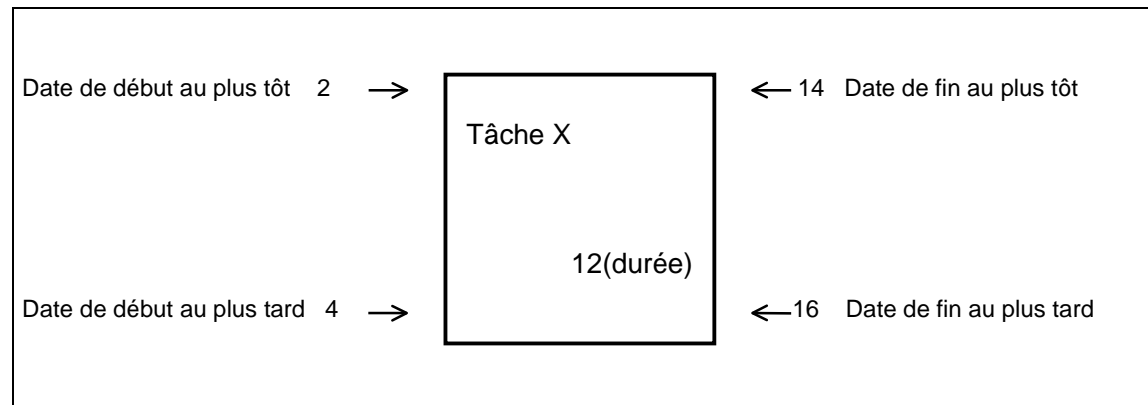 Date de début au plus tôt 2
14 Date de fin au plus tôt
Tâche X
12(durée)
Date de début au plus tard 4
16 Date de fin au plus tard